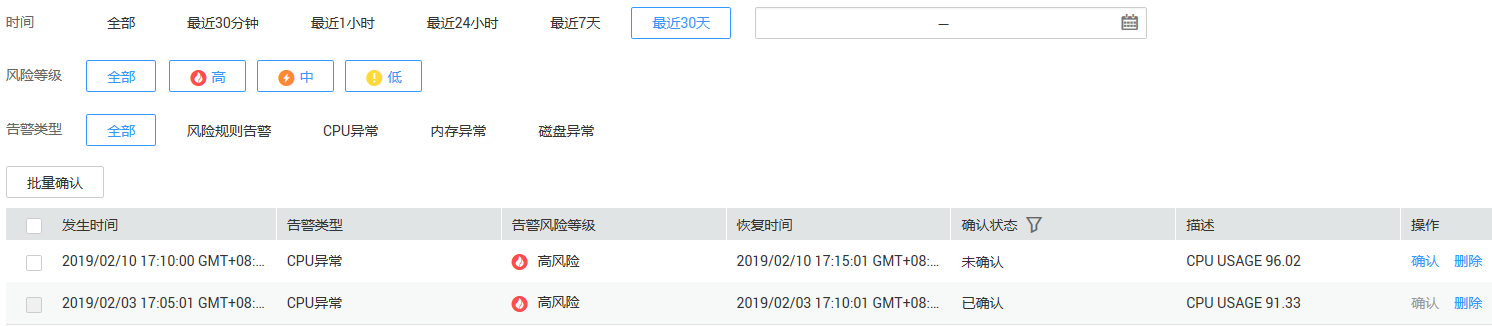 时间 全部 最近30分钟 最近1小时 最近24小时 最近7天 最近30天 —
风险等级 全部 高 中 低
告警类型 全部 风险规则告警 CPU异常 内存异常 磁盘异常
批量确认
发生时间 告警类型 告警风险等级 恢复时间 确认状态 描述 操作
2019/02/10 17:10:00 GMT+08:... CPU异常 高风险 2019/02/10 17:15:01 GMT+08:... 未确认 CPU USAGE 96.02 确认 删除
2019/02/03 17:05:01 GMT+08:... CPU异常 高风险 2019/02/03 17:10:01 GMT+08:... 已确认 CPU USAGE 91.33 确认 删除